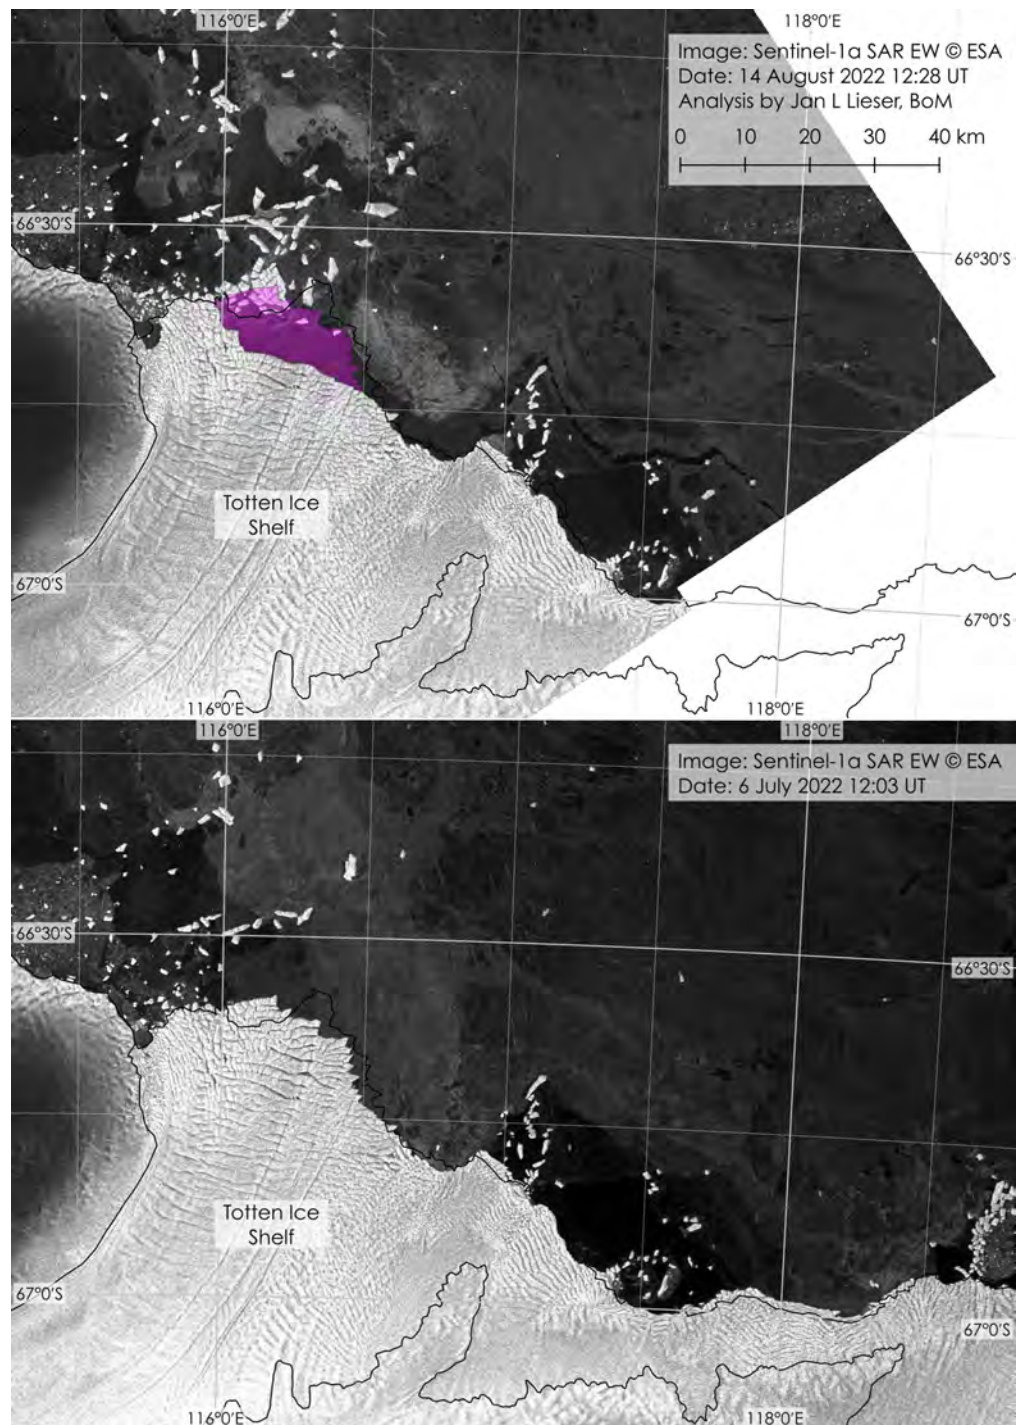 116°0'E
118°0'E
Image: Sentinel-1a SAR EW © ESA
Date: 14 August 2022 12:28 UT
Analysis by Jan L Lieser, BoM
0 10 20 30 40 km
66°30'S
66°30'S
Totten Ice
Shelf
67°0'S
67°0'S
116°0'E
118°0'E
116°0'E
118°0'E
Image: Sentinel-1a SAR EW © ESA
Date: 6 July 2022 12:03 UT
66°30'S
66°30'S
Totten Ice
Shelf
67°0'S
67°0'S
116°0'E
118°0'E